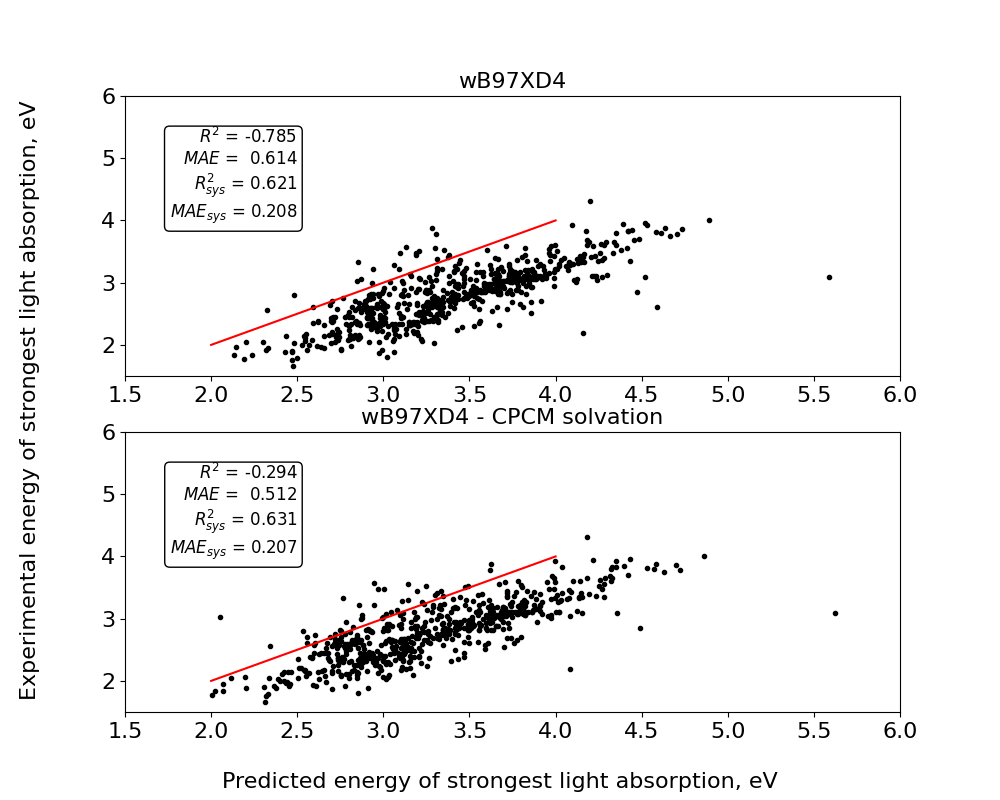 wB97XD4
R² = -0.785
MAE = 0.614
R²sys = 0.621
MAEsys = 0.208
6
5
4
3
2
1.5 2.0 2.5 3.0 3.5 4.0 4.5 5.0 5.5 6.0
wB97XD4 - CPCM solvation
R² = -0.294
MAE = 0.512
R²sys = 0.631
MAEsys = 0.207
6
5
4
3
2
1.5 2.0 2.5 3.0 3.5 4.0 4.5 5.0 5.5 6.0
Experimental energy of strongest light absorption, eV
Predicted energy of strongest light absorption, eV